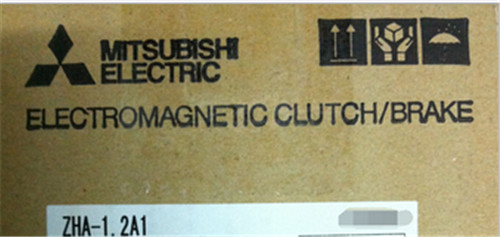 MITSUBISHI
ELECTRIC
ELECTROMAGNETIC CLUTCH/BRAKE
ZHA-1.2A1